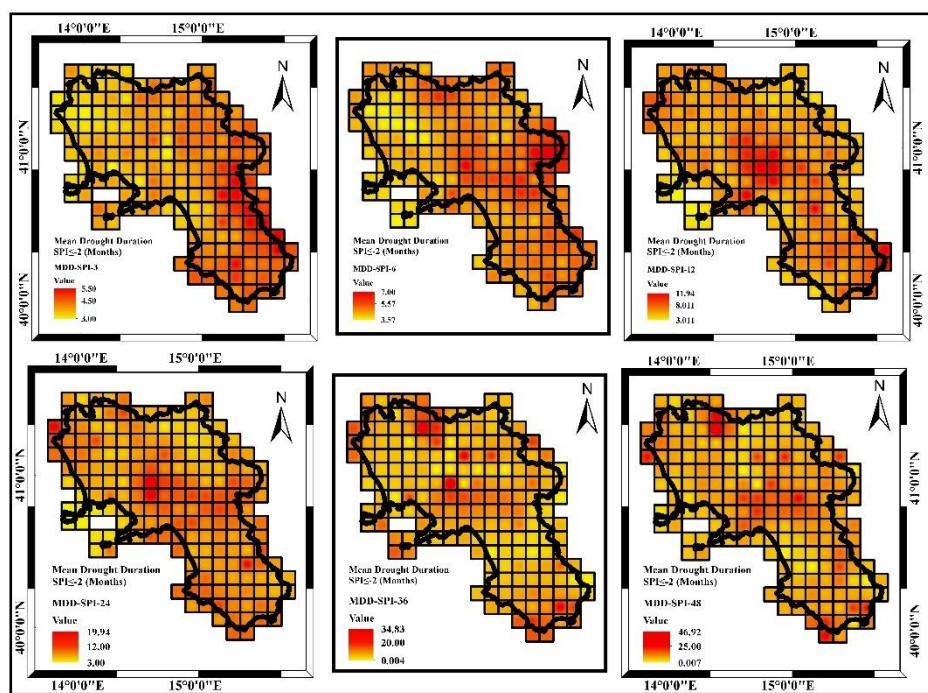 14°0'0"E 15°0'0"E
14°0'0"E 15°0'0"E
N
N
N
41°0'0"N
41°0'0"N
40°0'0"N
40°0'0"N
Mean Drought Duration
SPI≤-2 (Months)
MDD-SPI-3
Value
5.50
4.50
3.00
Mean Drought Duration
SPI≤-2 (Months)
MDD-SPI-6
Value
7.00
5.57
3.57
Mean Drought Duration
SPI≤-2 (Months)
MDD-SPI-12
Value
11.94
8.011
3.011
14°0'0"E 15°0'0"E
14°0'0"E 15°0'0"E
N
N
N
41°0'0"N
41°0'0"N
40°0'0"N
40°0'0"N
Mean Drought Duration
SPI≤-2 (Months)
MDD-SPI-24
Value
19.94
12.00
3.00
Mean Drought Duration
SPI≤-2 (Months)
MDD-SPI-36
Value
34.83
20.00
0.004
Mean Drought Duration
SPI≤-2 (Months)
MDD-SPI-48
Value
46.92
25.00
0.007
14°0'0"E 15°0'0"E
14°0'0"E 15°0'0"E